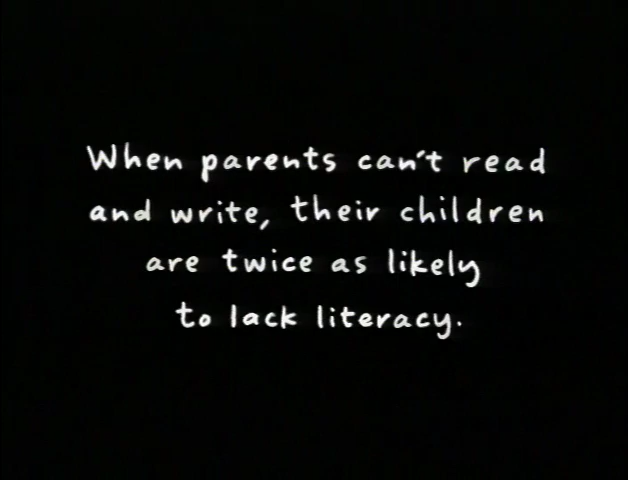 When parents can't read
and write, their children
are twice as likely
to lack literacy.